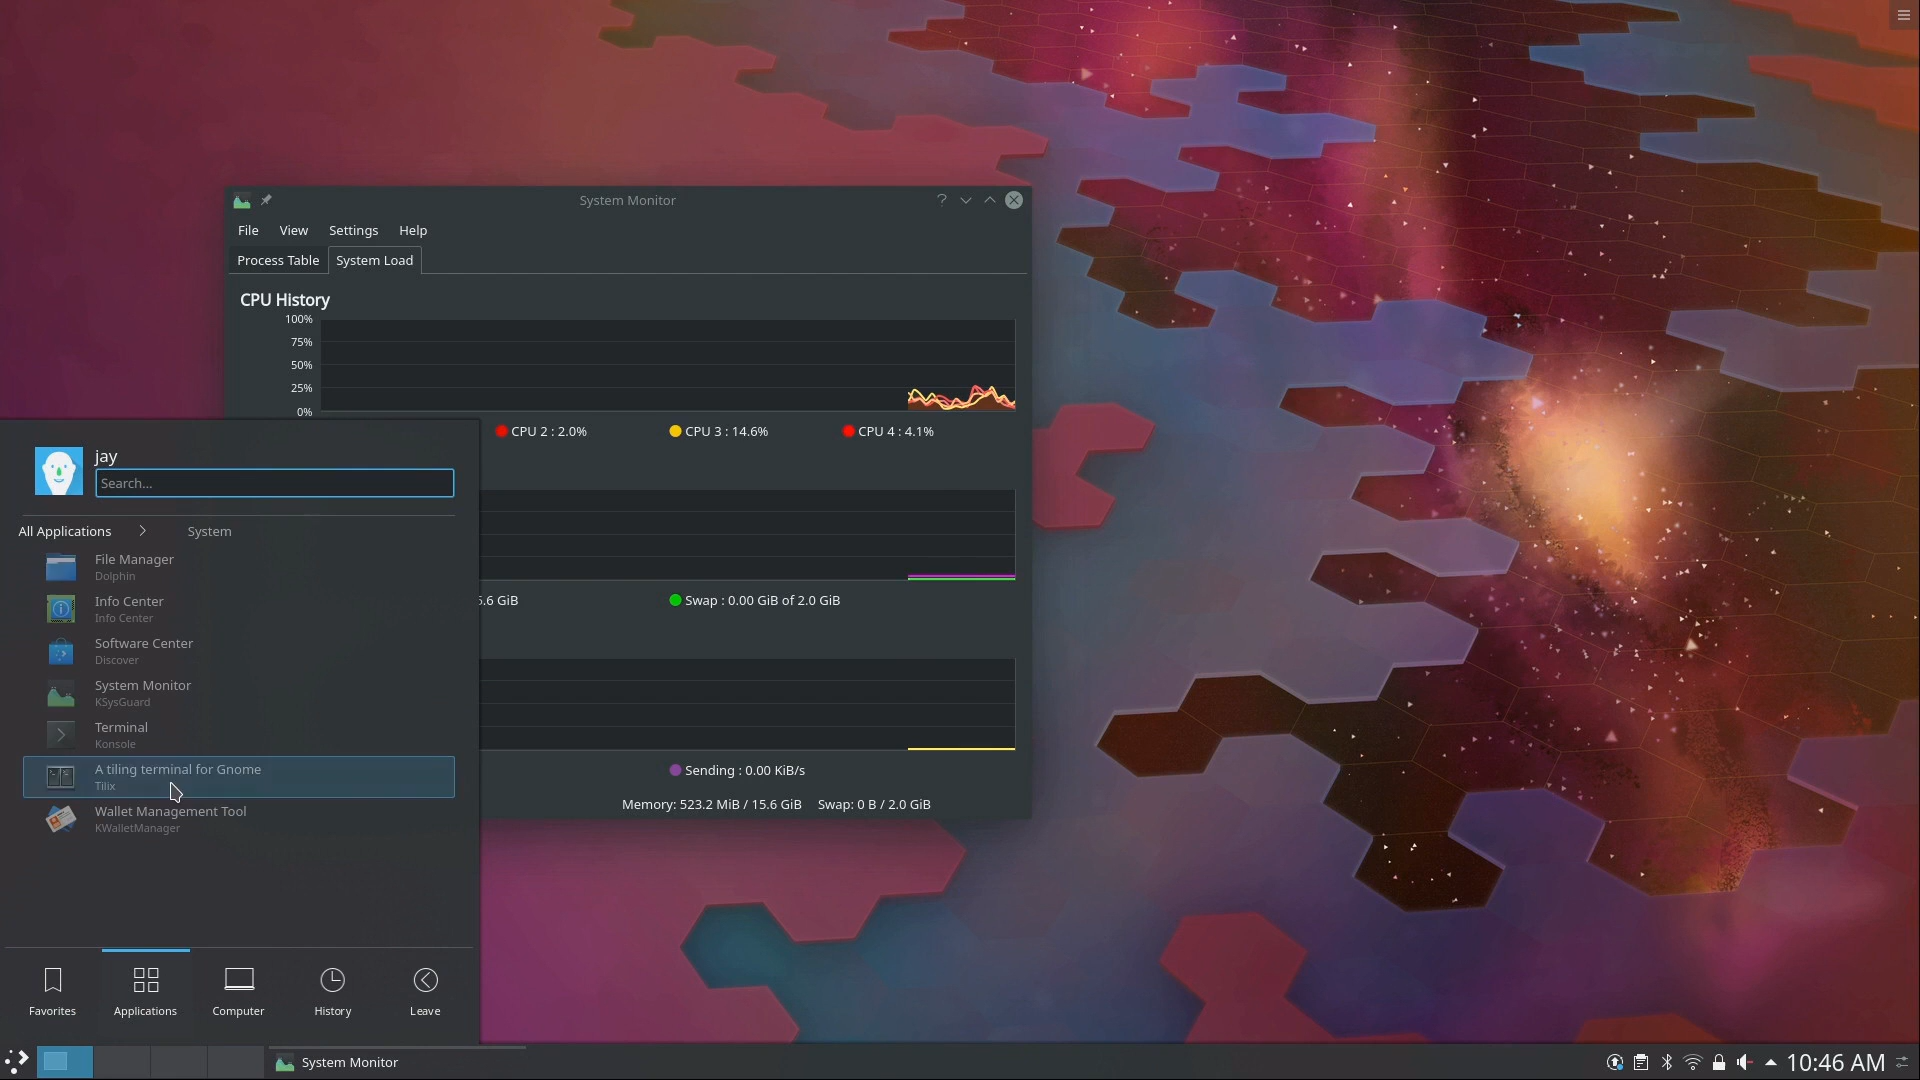 System Monitor
File View Settings Help
Process Table System Load
CPU History
100%
75%
50%
25%
0%
CPU 2 : 2.0% CPU 3 : 14.6% CPU 4 : 4.1%
5.6 GiB Swap : 0.00 GiB of 2.0 GiB
Sending : 0.00 KiB/s
Memory: 523.2 MiB / 15.6 GiB Swap: 0 B / 2.0 GiB
jay
Search...
All Applications System
File Manager
Dolphin
Info Center
Info Center
Software Center
Discover
System Monitor
KSysGuard
Terminal
Konsole
A tiling terminal for Gnome
Tilix
Wallet Management Tool
KWalletManager
Favorites Applications Computer History Leave
System Monitor 10:46 AM